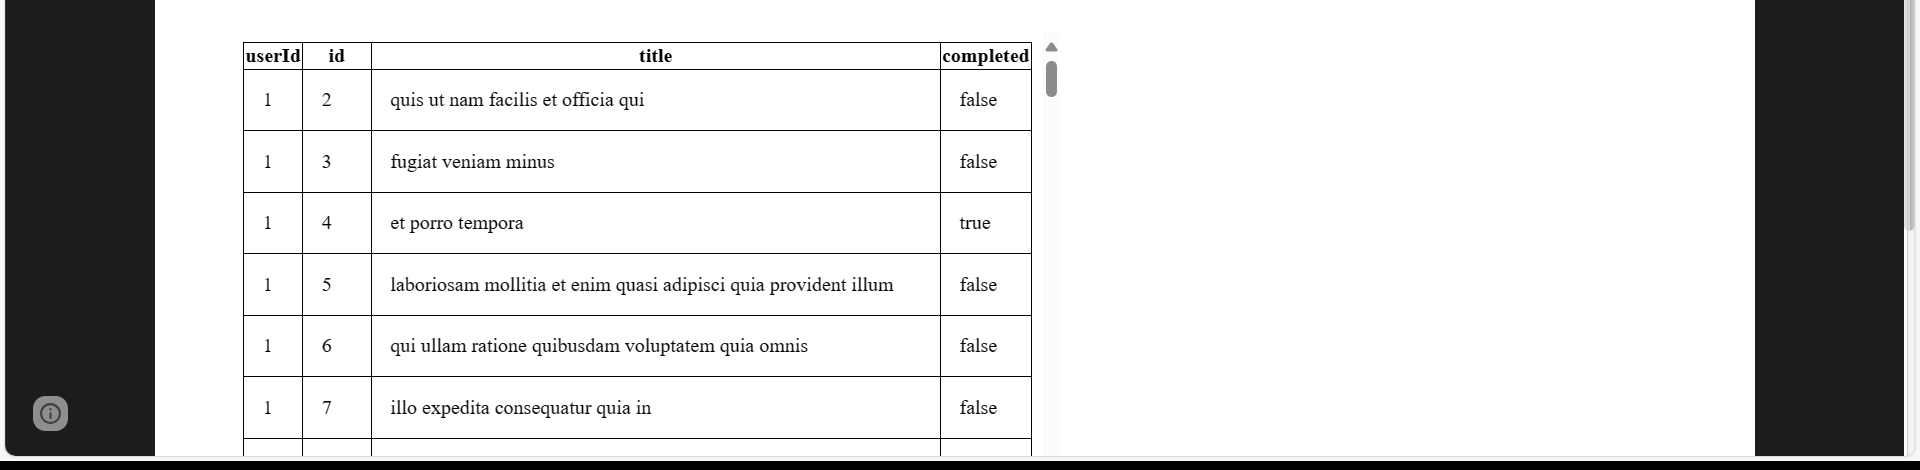 userId id title completed
1 2 quis ut nam facilis et officia qui false
1 3 fugiat veniam minus false
1 4 et porro tempora true
1 5 laboriosam mollitia et enim quasi adipisci quia provident illum false
1 6 qui ullam ratione quibusdam voluptatem quia omnis false
1 7 illo expedita consequatur quia in false